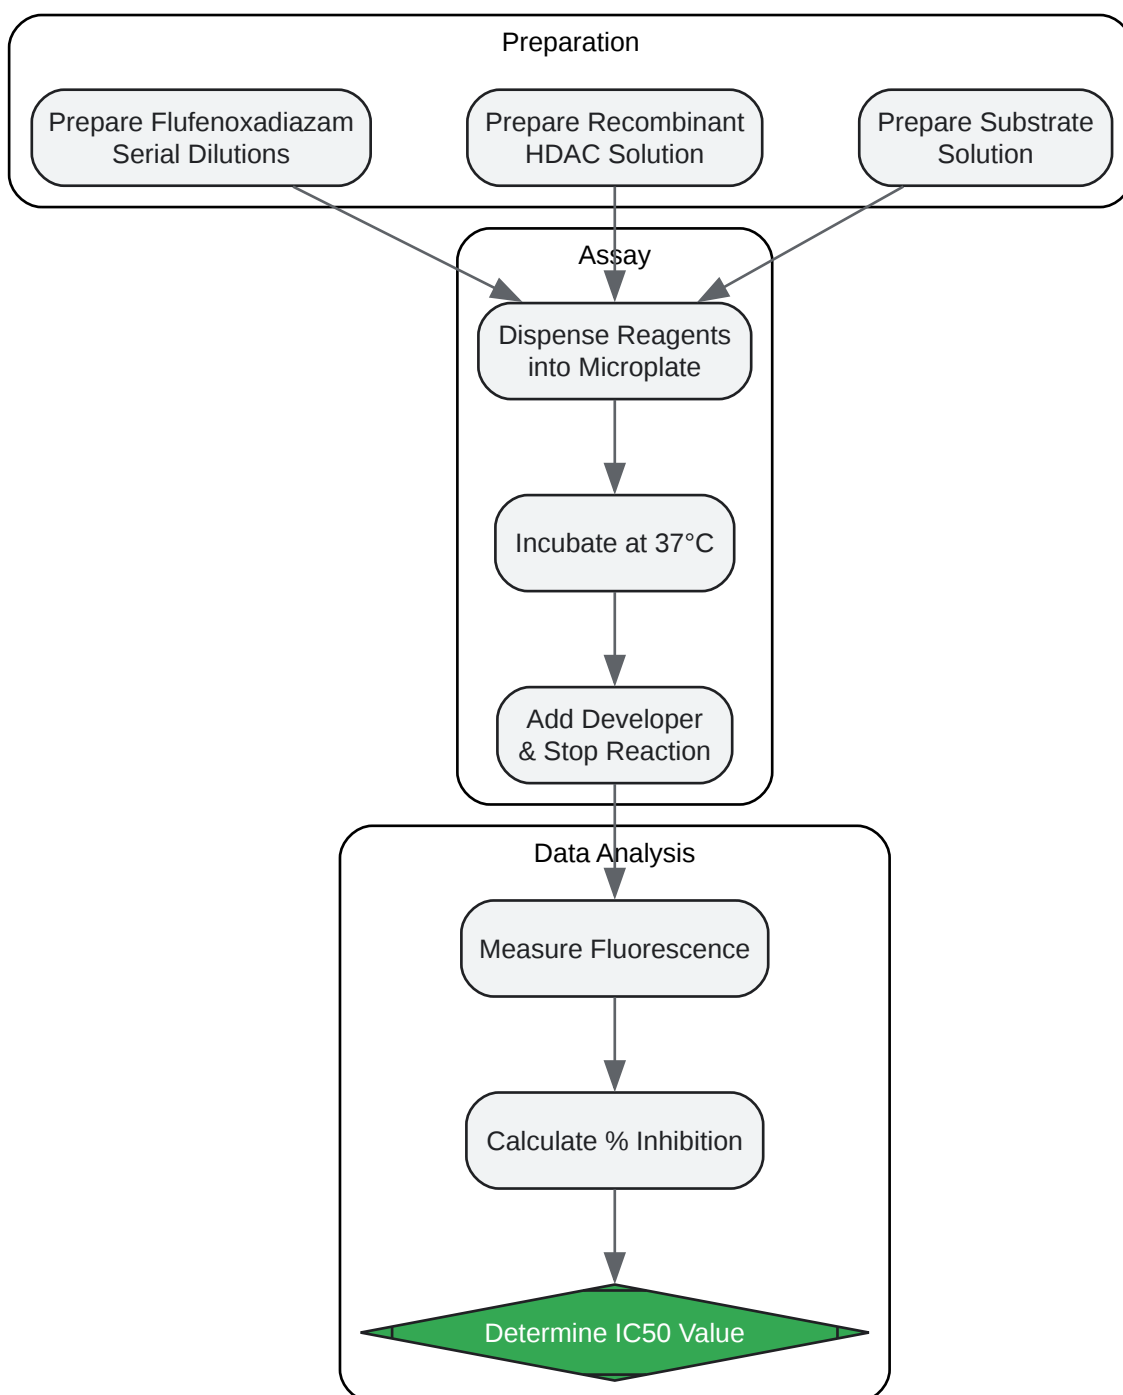 Preparation
Prepare Flufenoxadiazam
Serial Dilutions
Prepare Recombinant
HDAC Solution
Prepare Substrate
Solution
Assay
Dispense Reagents
into Microplate
Incubate at 37°C
Add Developer
& Stop Reaction
Data Analysis
Measure Fluorescence
Calculate % Inhibition
Determine IC50 Value